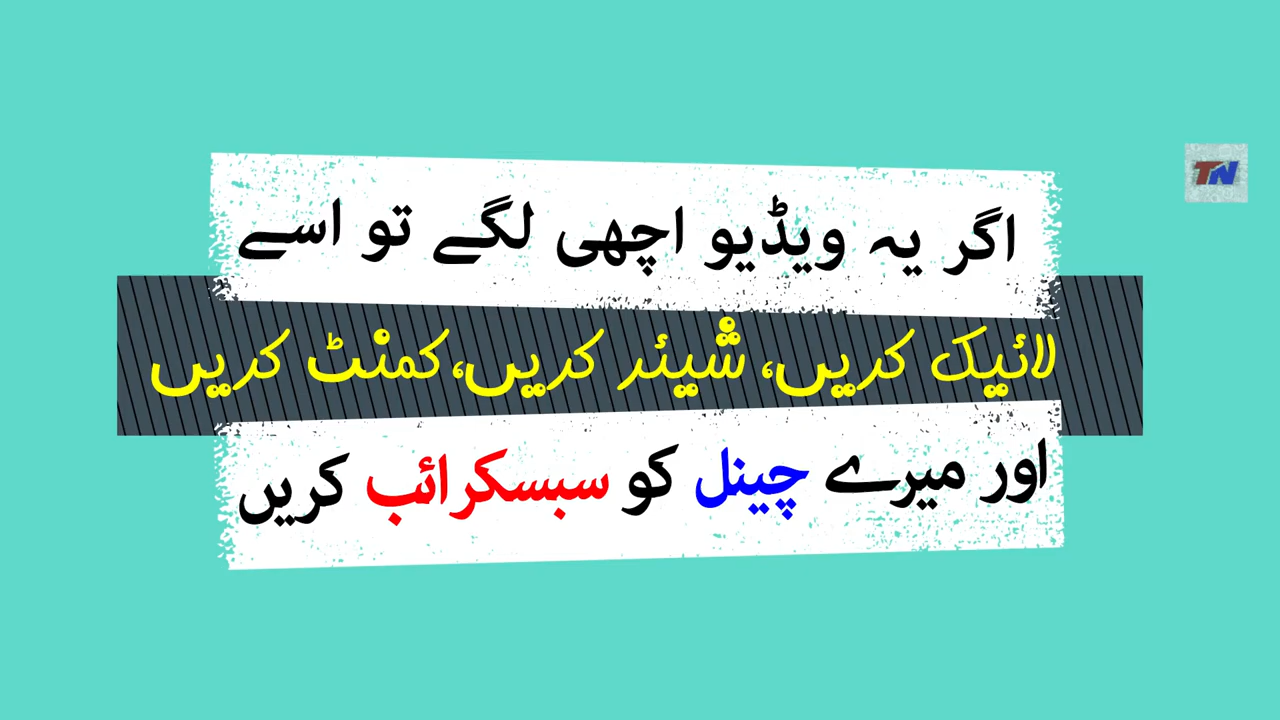 اگر یہ ویڈیو اچھی لگے تو اسے
لائیک کریں، شیئر کریں،کمنٹ کریں
اور میرے چینل کو سبسکرائب کریں
TN